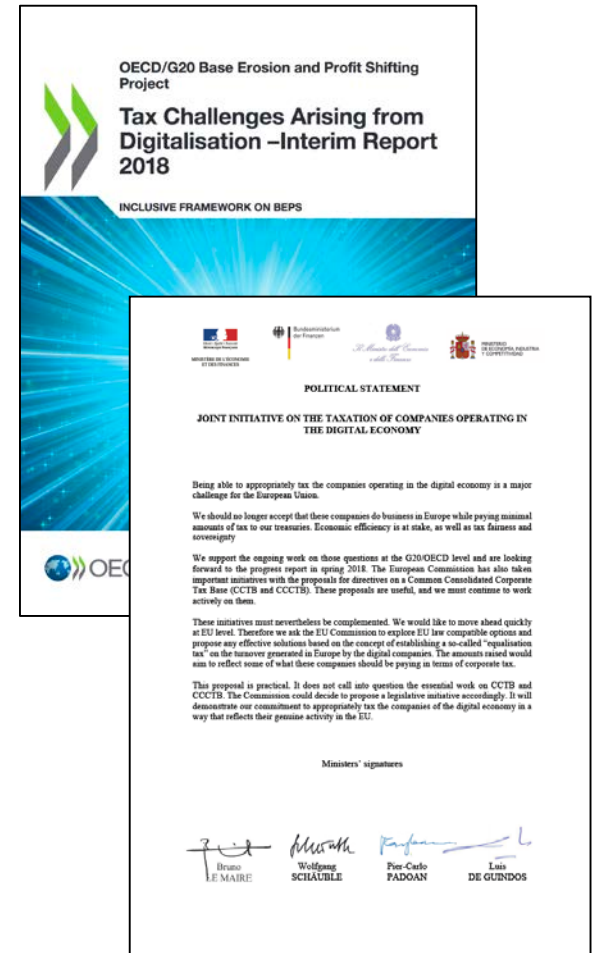 OECD/G20 Base Erosion and Profit Shifting
Project
Tax Challenges Arising from
Digitalisation –Interim Report
2018
INCLUSIVE FRAMEWORK ON BEPS
OEC
MINISTÈRE DE L'ÉCONOMIE
ET DES FINANCES
Bundesministerium
der Finanzen
Il Ministro dell'Economia
e delle Finanze
MINISTERIO
DE ECONOMÍA, INDUSTRIA
Y COMPETITIVIDAD
POLITICAL STATEMENT
JOINT INITIATIVE ON THE TAXATION OF COMPANIES OPERATING IN
THE DIGITAL ECONOMY
Being able to appropriately tax the companies operating in the digital economy is a major
challenge for the European Union.
We should no longer accept that these companies do business in Europe while paying minimal
amounts of tax to our treasuries. Economic efficiency is at stake, as well as tax fairness and
sovereignty
We support the ongoing work on those questions at the G20/OECD level and are looking
forward to the progress report in spring 2018. The European Commission has also taken
important initiatives with the proposals for directives on a Common Consolidated Corporate
Tax Base (CCTB and CCCTB). These proposals are useful, and we must continue to work
actively on them.
These initiatives must nevertheless be complemented. We would like to move ahead quickly
at EU level. Therefore we ask the EU Commission to explore EU law compatible options and
propose any effective solutions based on the concept of establishing a so-called “equalisation
tax” on the turnover generated in Europe by the digital companies. The amounts raised would
aim to reflect some of what these companies should be paying in terms of corporate tax.
This proposal is practical. It does not call into question the essential work on CCTB and
CCCTB. The Commission could decide to propose a legislative initiative accordingly. It will
demonstrate our commitment to appropriately tax the companies of the digital economy in a
way that reflects their genuine activity in the EU.
Ministers’ signatures
Bruno
LE MAIRE
Wolfgang
SCHÄUBLE
Pier-Carlo
PADOAN
Luis
DE GUINDOS